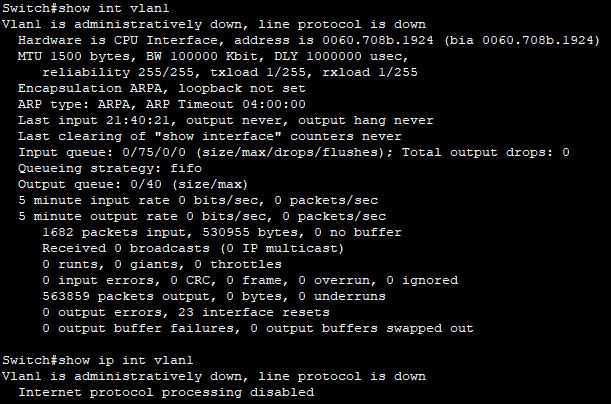 Switch#show int vlan1
Vlan1 is administratively down, line protocol is down
Hardware is CPU Interface, address is 0060.708b.1924 (bia 0060.708b.1924)
MTU 1500 bytes, BW 100000 Kbit, DLY 1000000 usec,
reliability 255/255, txload 1/255, rxload 1/255
Encapsulation ARPA, loopback not set
ARP type: ARPA, ARP Timeout 04:00:00
Last input 21:40:21, output never, output hang never
Last clearing of "show interface" counters never
Input queue: 0/75/0/0 (size/max/drops/flushes); Total output drops: 0
Queueing strategy: fifo
Output queue: 0/40 (size/max)
5 minute input rate 0 bits/sec, 0 packets/sec
5 minute output rate 0 bits/sec, 0 packets/sec
1682 packets input, 530955 bytes, 0 no buffer
Received 0 broadcasts (0 IP multicast)
0 runts, 0 giants, 0 throttles
0 input errors, 0 CRC, 0 frame, 0 overrun, 0 ignored
563859 packets output, 0 bytes, 0 underruns
0 output errors, 23 interface resets
0 output buffer failures, 0 output buffers swapped out
Switch#show ip int vlan1
Vlan1 is administratively down, line protocol is down
Internet protocol processing disabled